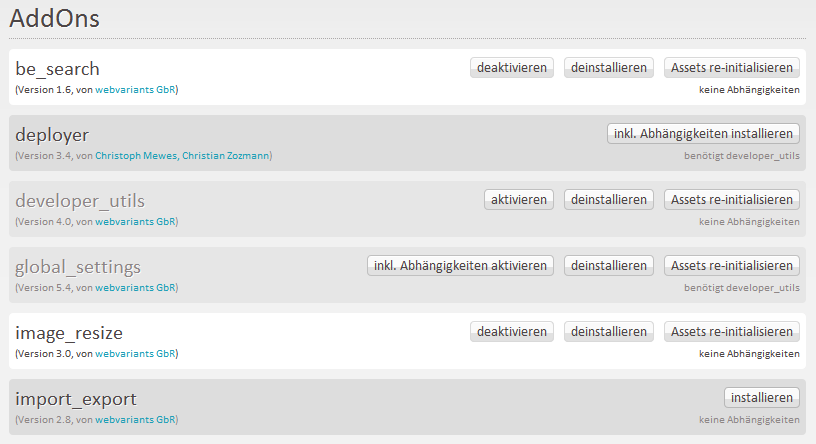 AddOns
be_search deaktivieren deinstallieren Assets re-initialisieren
(Version 1.6, von webvariants GbR) keine Abhängigkeiten
deployer inkl. Abhängigkeiten installieren
(Version 3.4, von Christoph Mewes, Christian Zozmann) benötigt developer_utils
developer_utils aktivieren deinstallieren Assets re-initialisieren
(Version 4.0, von webvariants GbR) keine Abhängigkeiten
global_settings inkl. Abhängigkeiten aktivieren deinstallieren Assets re-initialisieren
(Version 5.4, von webvariants GbR) benötigt developer_utils
image_resize deaktivieren deinstallieren Assets re-initialisieren
(Version 3.0, von webvariants GbR) keine Abhängigkeiten
import_export installieren
(Version 2.8, von webvariants GbR) keine Abhängigkeiten